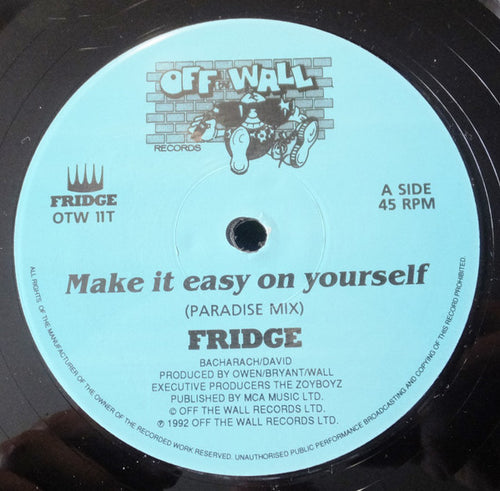 OFF THE WALL
RECORDS
FRIDGE
OTW 11T
A SIDE
45 RPM
Make it easy on yourself
(PARADISE MIX)
FRIDGE
BACHARACH/DAVID
PRODUCED BY OWEN/BRYANT/WALL
EXECUTIVE PRODUCERS THE ZOYBOYZ
PUBLISHED BY MCA MUSIC LTD.
© OFF THE WALL RECORDS LTD.
℗ 1992 OFF THE WALL RECORDS LTD.
ALL RIGHTS OF THE MANUFACTURER OF THE OWNER OF THE RECORDED WORK RESERVED. UNAUTHORISED PUBLIC PERFORMANCE BROADCASTING AND COPYING OF THIS RECORD PROHIBITED.